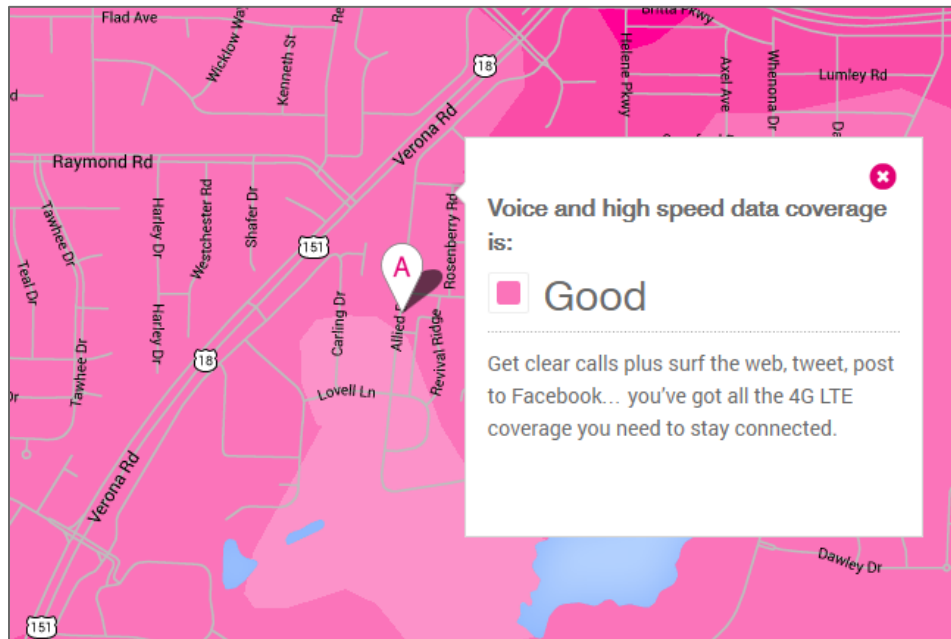 Flad Ave
Wicklow Way
Kenneth St
Re
18
Britta Pkwy
Helene Pkwy
Axel Ave
Whenona Dr
Lumley Rd
Da
d
Verona Rd
Raymond Rd
Tawhee Dr
Harley Dr
Westchester Rd
Shafer Dr
151
Rosenberry Rd
Teal Dr
A
Voice and high speed data coverage
is:
Good
Get clear calls plus surf the web, tweet, post
to Facebook... you've got all the 4G LTE
coverage you need to stay connected.
Harley Dr
Carling Dr
Allied
Revival Ridge
18
Tawhee Dr
Lovell Ln
Dr
Verona Rd
Dawley Dr
151